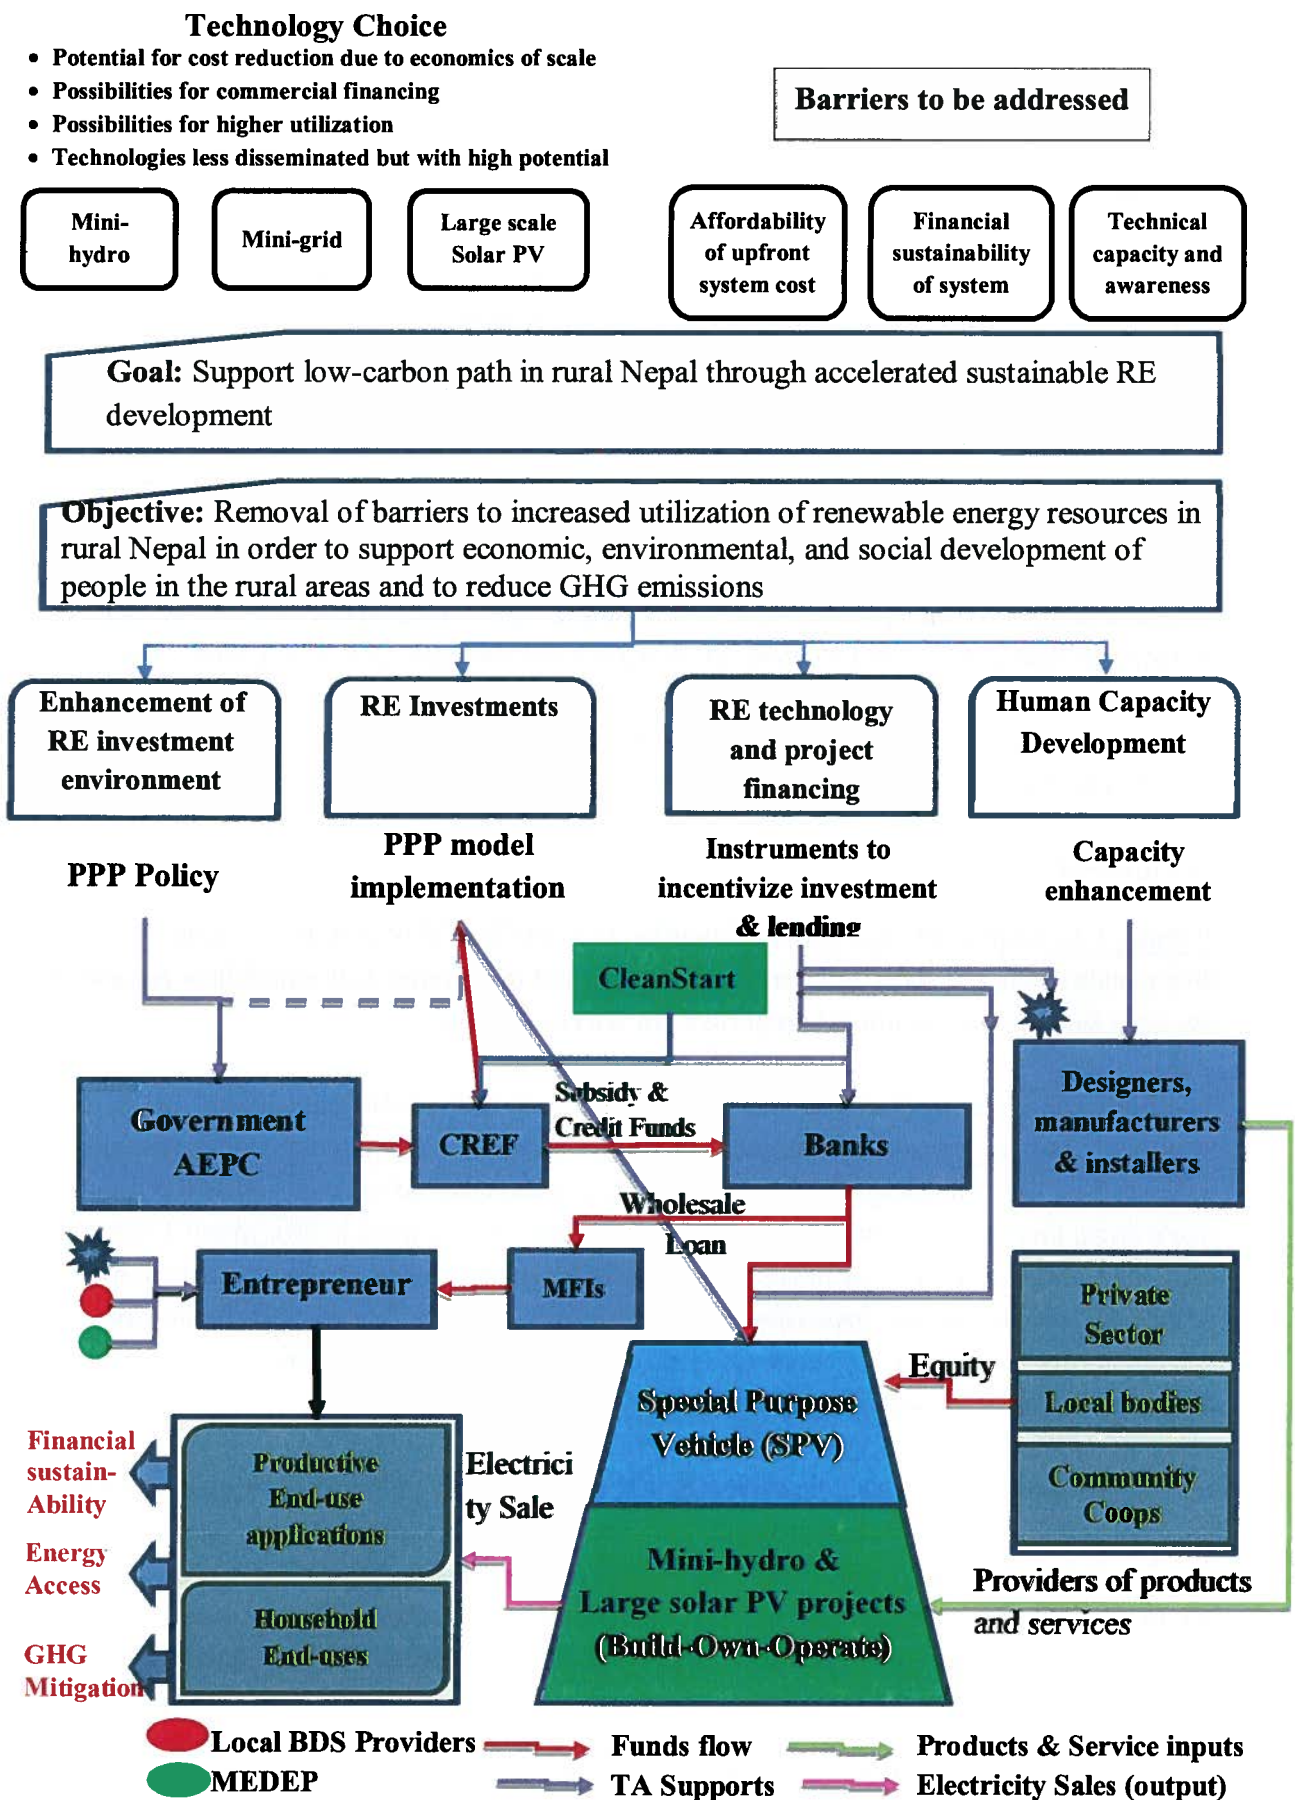 Technology Choice
• Potential for cost reduction due to economics of scale
• Possibilities for commercial financing
• Possibilities for higher utilization
• Technologies less disseminated but with high potential
Barriers to be addressed
Mini-
hydro
Mini-grid
Large scale
Solar PV
Affordability
of upfront
system cost
Financial
sustainability
of system
Technical
capacity and
awareness
Goal: Support low-carbon path in rural Nepal through accelerated sustainable RE
development
Objective: Removal of barriers to increased utilization of renewable energy resources in
rural Nepal in order to support economic, environmental, and social development of
people in the rural areas and to reduce GHG emissions
Enhancement of
RE investment
environment
RE Investments
RE technology
and project
financing
Human Capacity
Development
PPP Policy
PPP model
implementation
Instruments to
incentivize investment
& lending
Capacity
enhancement
CleanStart
Government
AEPC
CREF
Subsidy &
Credit Funds
Banks
Designers,
manufacturers
& installers
Wholesale
Loan
Entrepreneur
MFIs
Private
Sector
Local bodies
Community
Coops
Equity
Special Purpose
Vehicle (SPV)
Financial
sustain-
Ability
Energy
Access
GHG
Mitigation
Productive
End-use
applications
Household
End-uses
Electrici
ty Sale
Mini-hydro &
Large solar PV projects
(Build-Own-Operate)
Providers of products
and services
Local BDS Providers
MEDEP
Funds flow
TA Supports
Products & Service inputs
Electricity Sales (output)